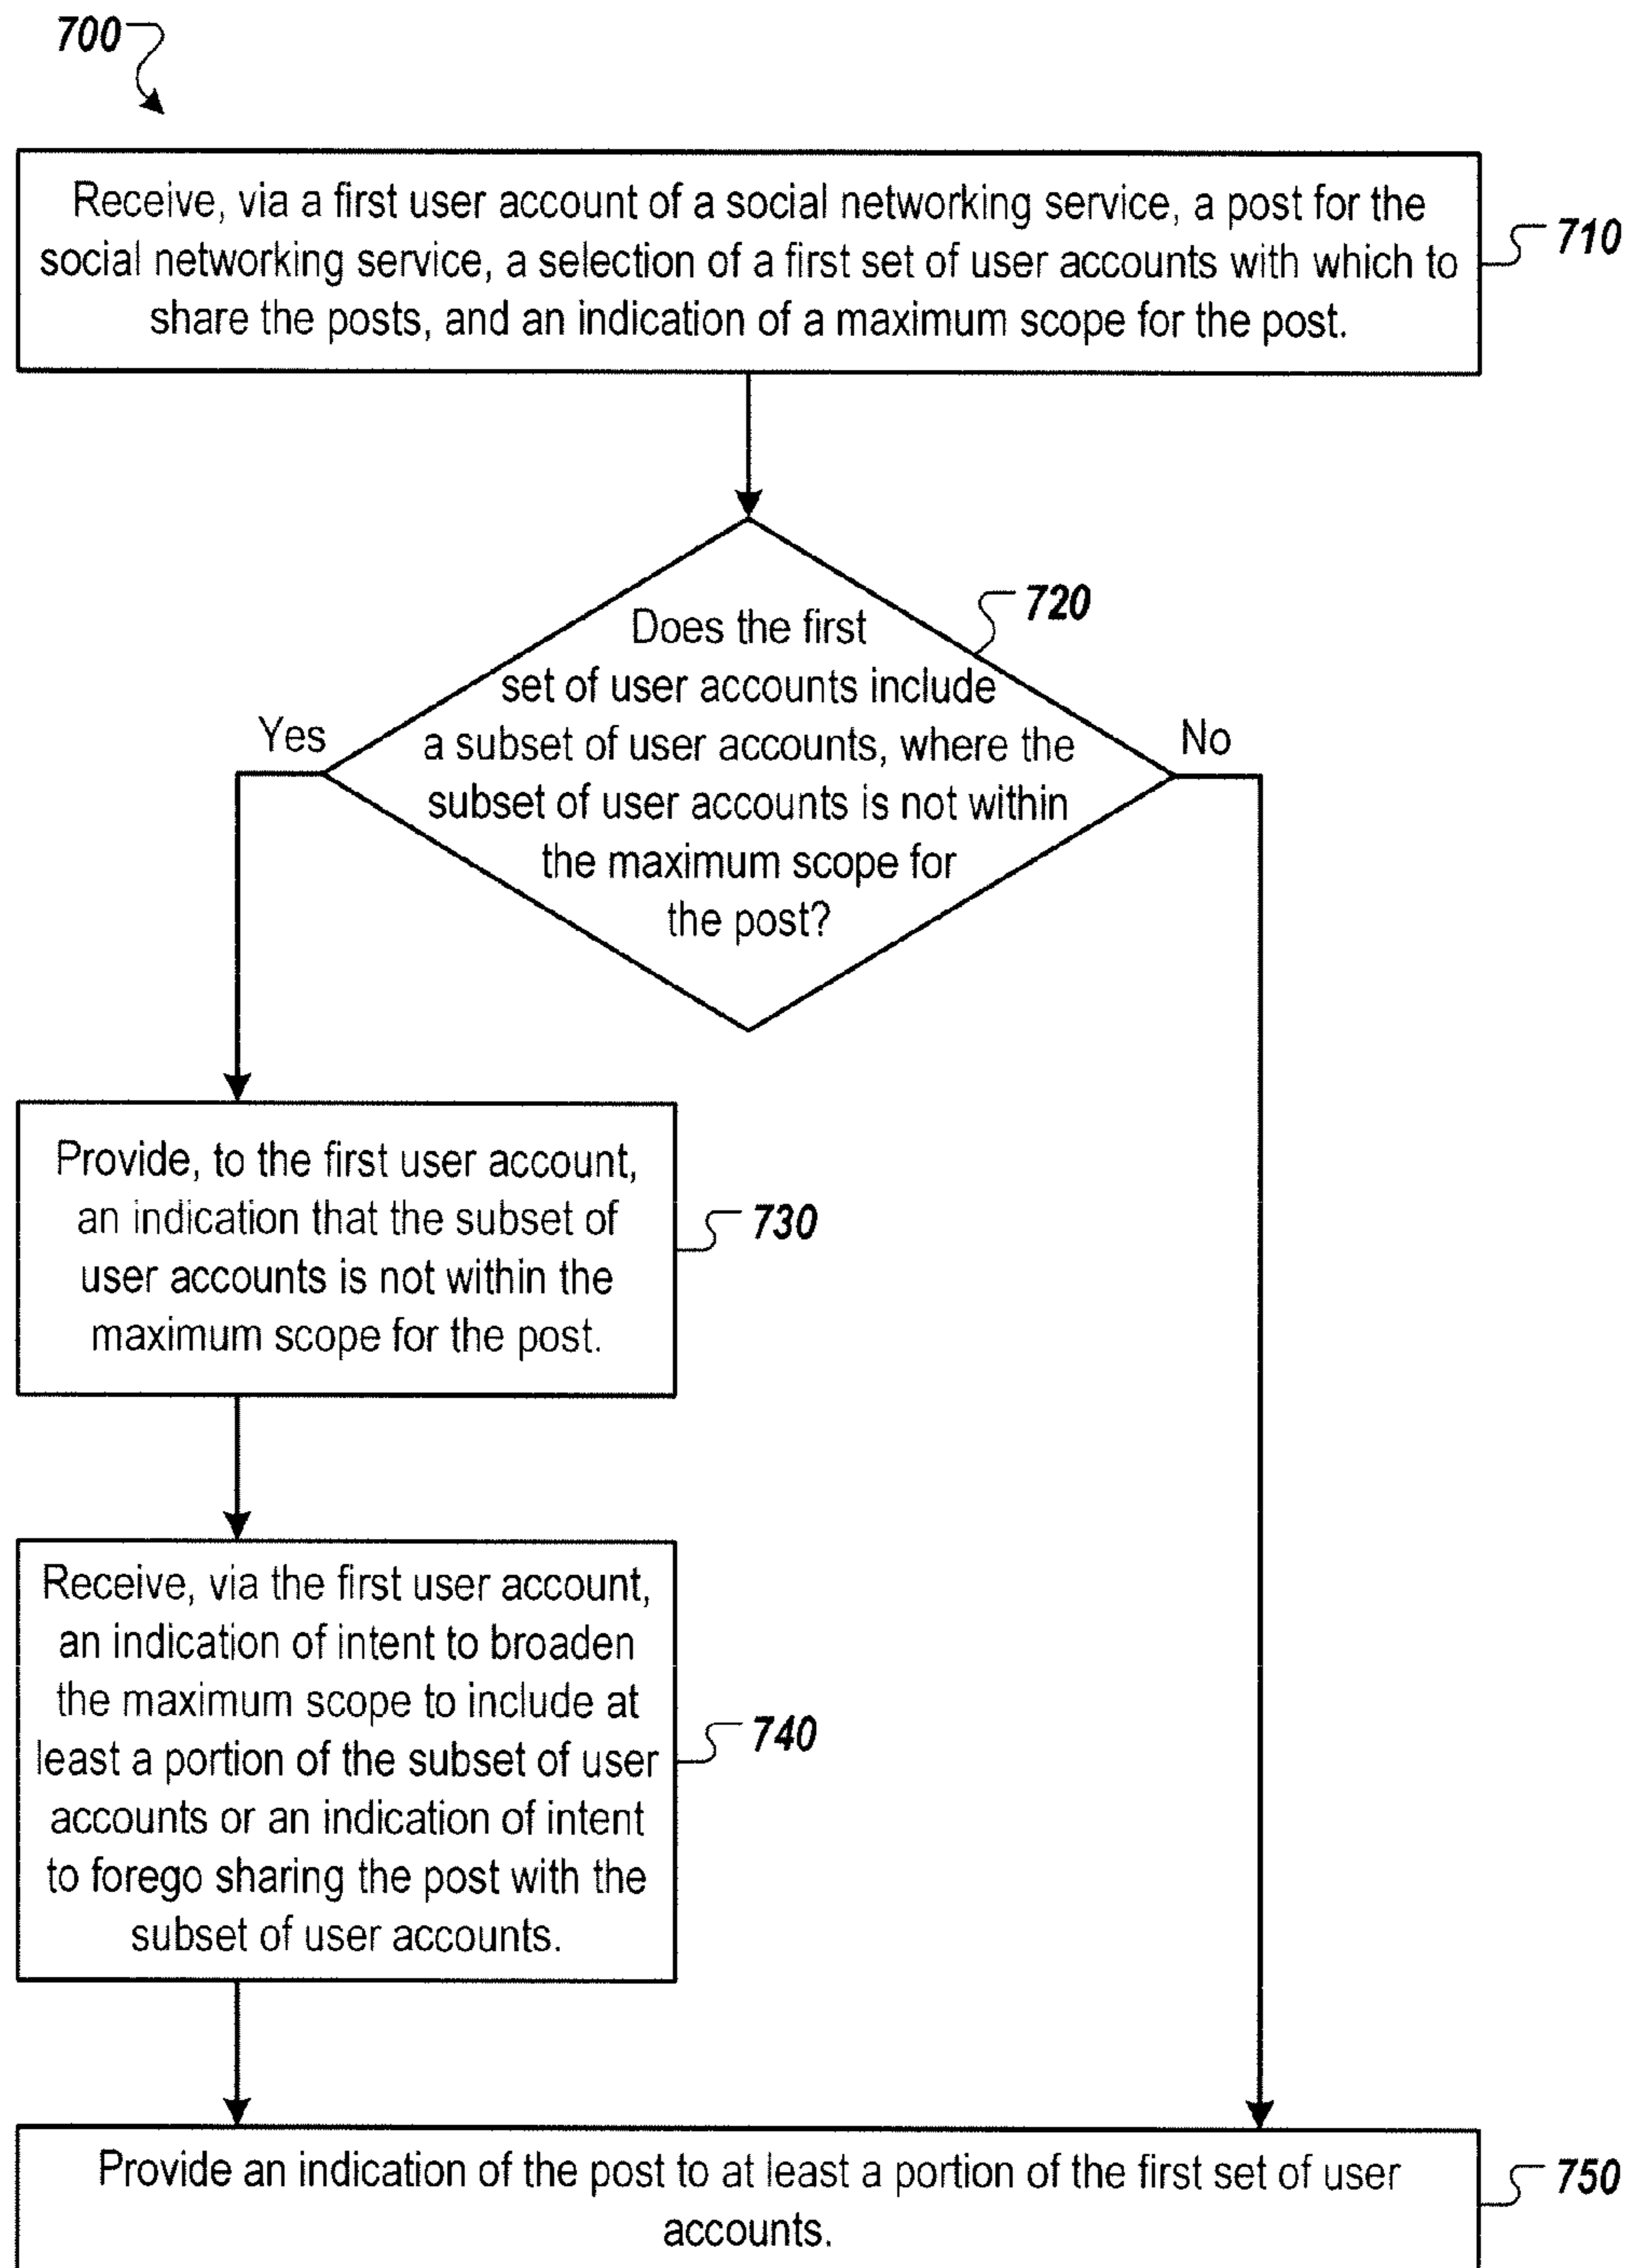 700
Receive, via a first user account of a social networking service, a post for the
social networking service, a selection of a first set of user accounts with which to
share the posts, and an indication of a maximum scope for the post.
710
720
Does the first
set of user accounts include
a subset of user accounts, where the
subset of user accounts is not within
the maximum scope for
the post?
Yes
No
Provide, to the first user account,
an indication that the subset of
user accounts is not within the
maximum scope for the post.
730
Receive, via the first user account,
an indication of intent to broaden
the maximum scope to include at
least a portion of the subset of user
accounts or an indication of intent
to forego sharing the post with the
subset of user accounts.
740
Provide an indication of the post to at least a portion of the first set of user
accounts.
750